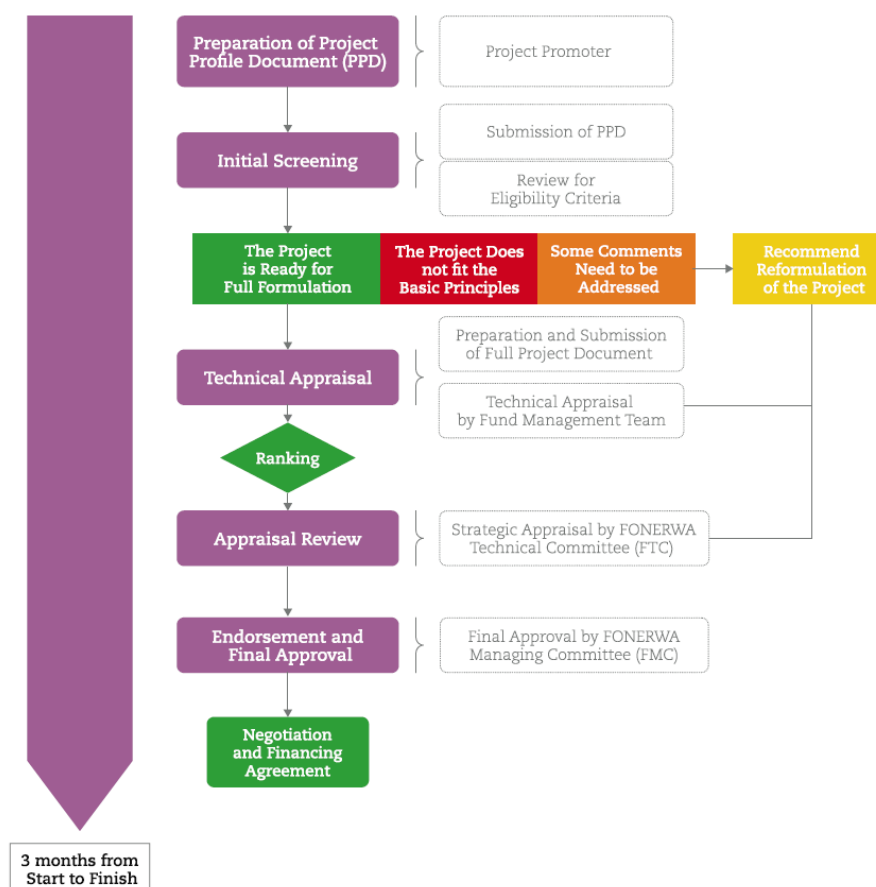 Preparation of Project
Profile Document (PPD)
Project Promoter
Initial Screening
Submission of PPD
Review for
Eligibility Criteria
The Project
is Ready for
Full Formulation
The Project Does
not fit the
Basic Principles
Some Comments
Need to be
Addressed
Recommend
Reformulation
of the Project
Technical Appraisal
Preparation and Submission
of Full Project Document
Technical Appraisal
by Fund Management Team
Ranking
Appraisal Review
Strategic Appraisal by FONERWA
Technical Committee (FTC)
Endorsement and
Final Approval
Final Approval by FONERWA
Managing Committee (FMC)
Negotiation
and Financing
Agreement
3 months from
Start to Finish